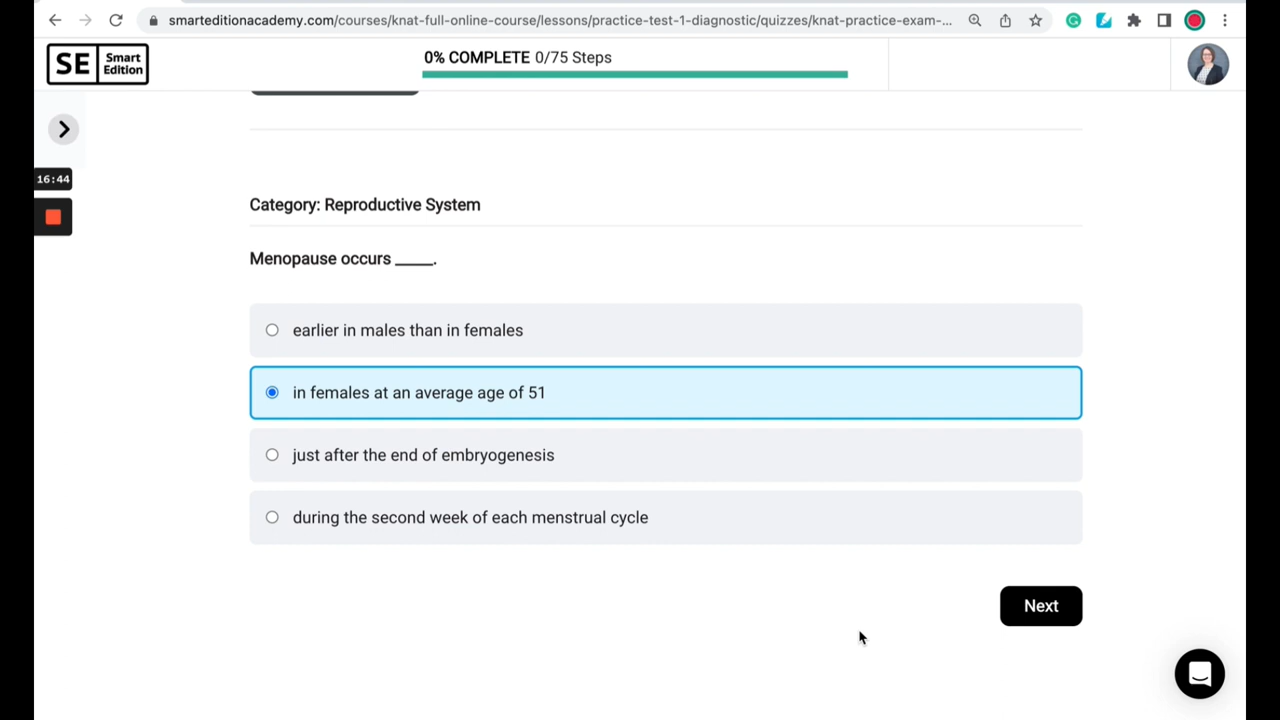 smarteditionacademy.com/courses/knat-full-online-course/lessons/practice-test-1-diagnostic/quizzes/knat-practice-exam-...
SE Smart
Edition
0% COMPLETE 0/75 Steps
16:44
Category: Reproductive System
Menopause occurs _____.
earlier in males than in females
in females at an average age of 51
just after the end of embryogenesis
during the second week of each menstrual cycle
Next